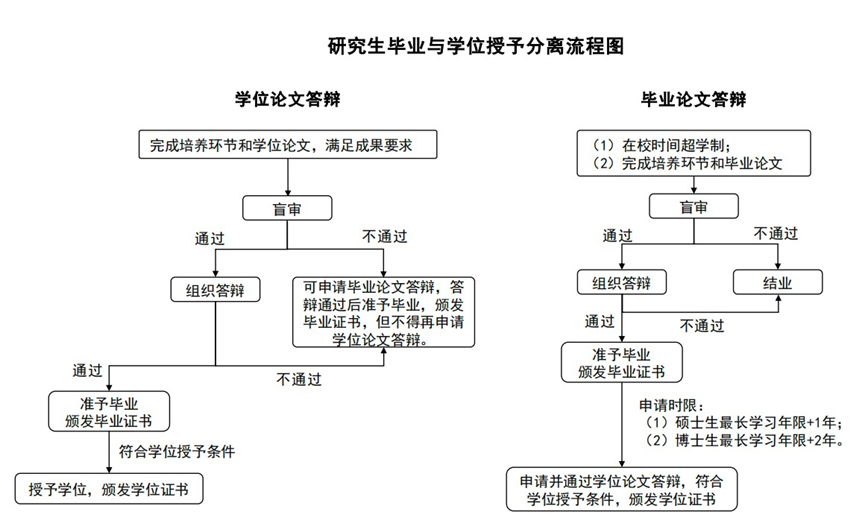 研究生毕业与学位授予分离流程图
学位论文答辩
完成培养环节和学位论文，满足成果要求
盲审
通过
不通过
组织答辩
可申请毕业论文答辩，答
辩通过后准予毕业，颁发
毕业证书，但不得再申请
学位论文答辩。
通过
不通过
准予毕业
颁发毕业证书
符合学位授予条件
授予学位，颁发学位证书
毕业论文答辩
（1）在校时间超学制；
（2）完成培养环节和毕业论文
盲审
通过
不通过
组织答辩
结业
通过
不通过
准予毕业
颁发毕业证书
申请时限：
（1）硕士生最长学习年限+1年；
（2）博士生最长学习年限+2年。
申请并通过学位论文答辩，符合
学位授予条件，颁发学位证书